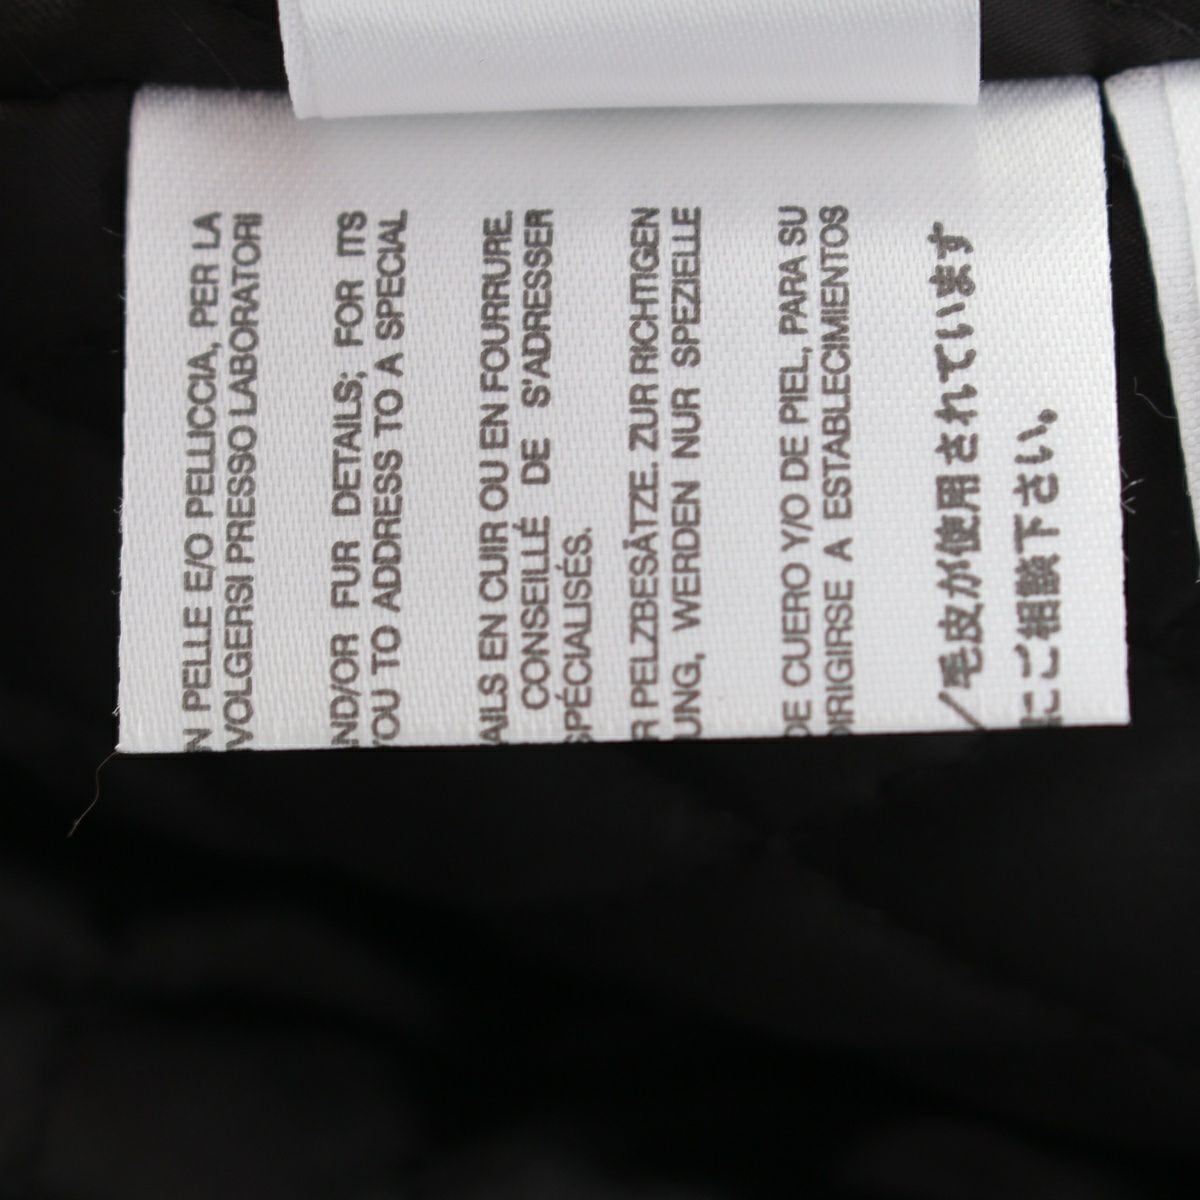 N PELLE E/O PELLICCIA, PER LA
VOLGERSI PRESSO LABORATORI
ND/OR FUR DETAILS; FOR ITS
YOU TO ADDRESS TO A SPECIAL
AILS EN CUIR OU EN FOURRURE.
CONSEILLÉ DE S'ADRESSER
SPÉCIALISÉS.
R PELZBESÄTZE. ZUR RICHTIGEN
UNG, WERDEN NUR SPEZIELLE
DE CUERO Y/O DE PIEL, PARA SU
DIRIGIRSE A ESTABLECIMIENTOS
／毛皮が使用されています
にご相談下さい。